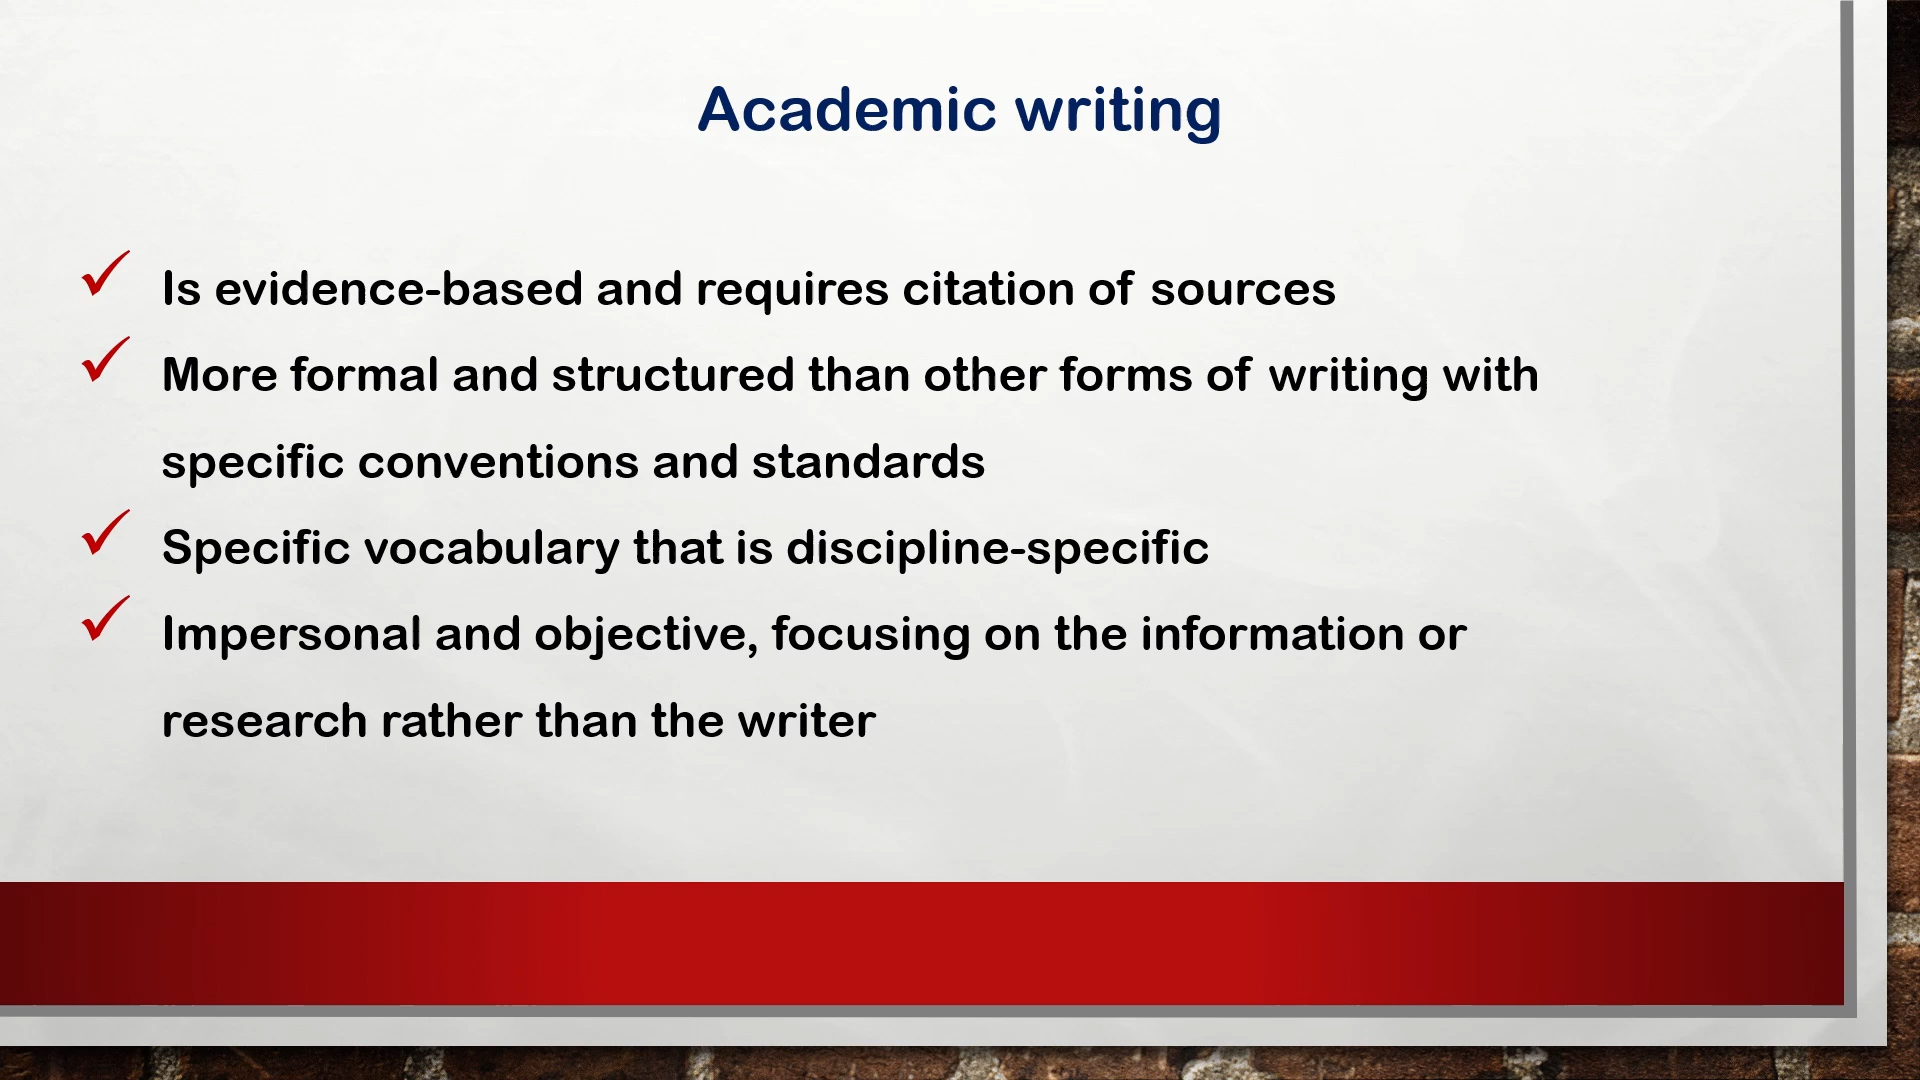 Academic writing
Is evidence-based and requires citation of sources
More formal and structured than other forms of writing with
specific conventions and standards
Specific vocabulary that is discipline-specific
Impersonal and objective, focusing on the information or
research rather than the writer